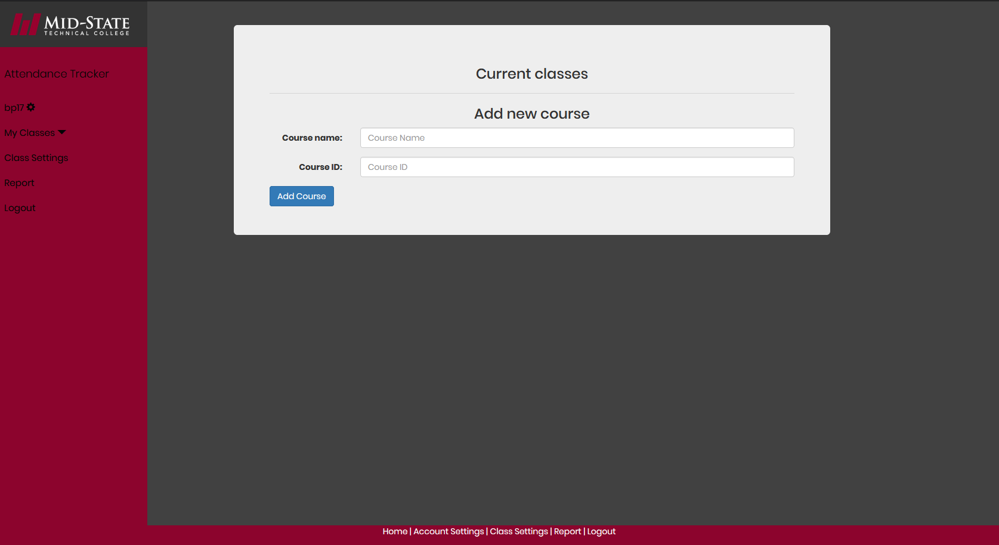 MID-STATE
TECHNICAL COLLEGE
Attendance Tracker
bp17
My Classes
Class Settings
Report
Logout
Current classes
Add new course
Course name: Course Name
Course ID: Course ID
Add Course
Home | Account Settings | Class Settings | Report | Logout